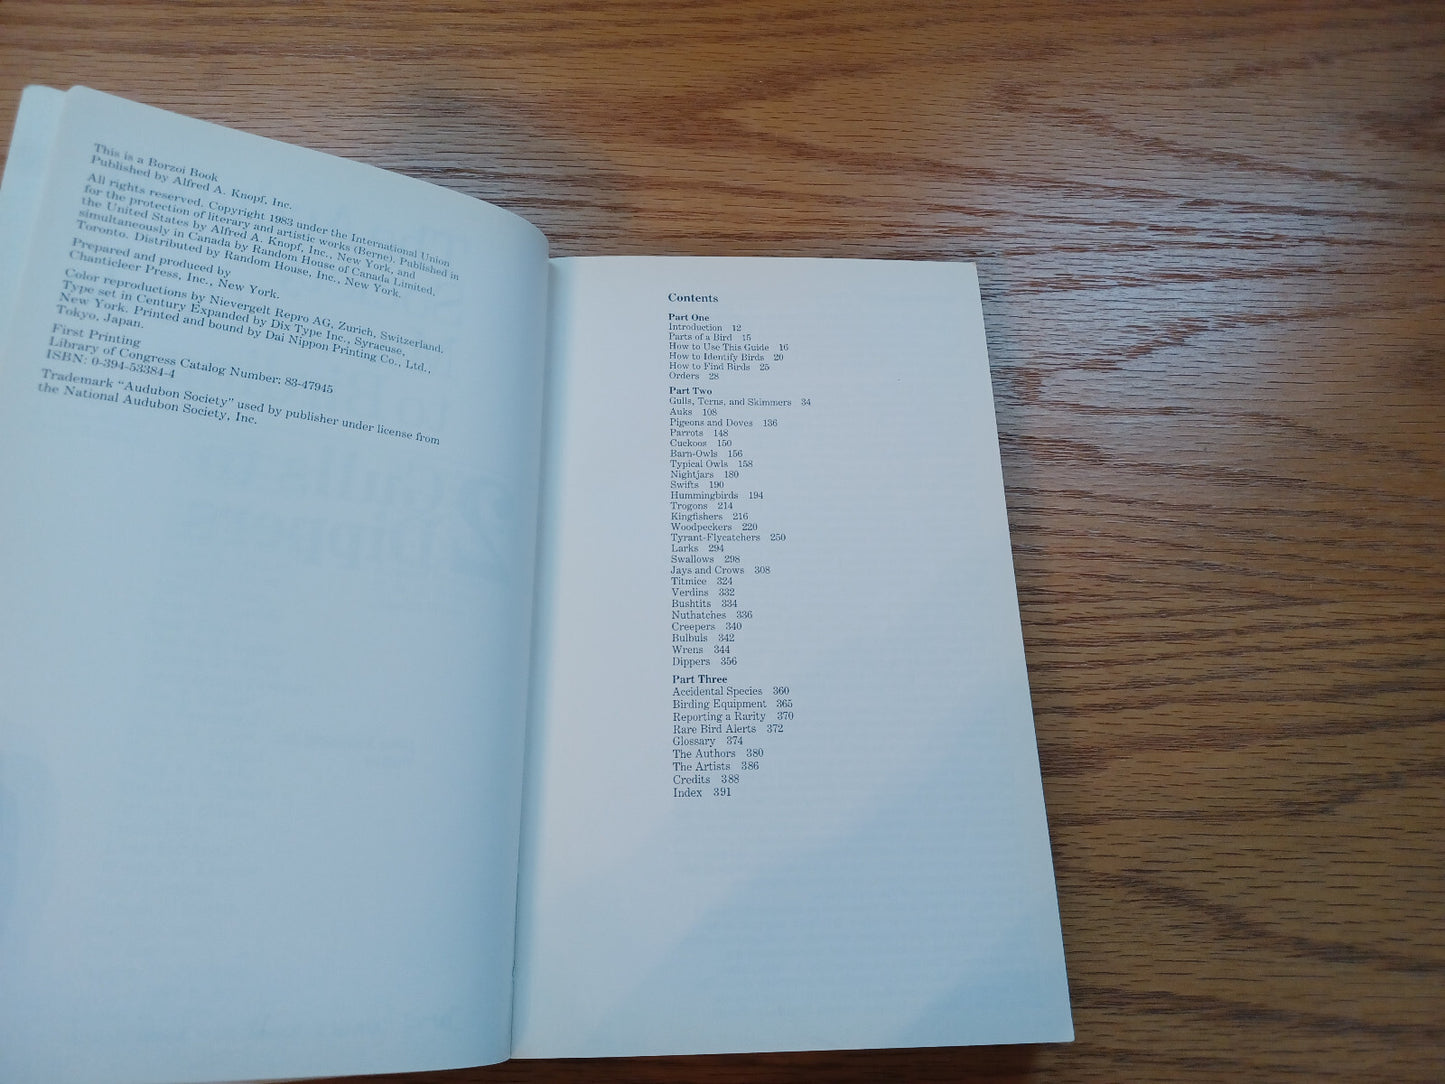 This is a Borzoi Book
Published by Alfred A. Knopf, Inc.
All rights reserved. Copyright 1983 under the International Union
for the protection of literary and artistic works (Berne). Published in
the United States by Alfred A. Knopf, Inc., New York, and
simultaneously in Canada by Random House of Canada Limited,
Toronto. Distributed by Random House, Inc., New York.
Prepared and produced by
Chanticleer Press, Inc., New York.
Color reproductions by Nievergelt Repro AG, Zurich, Switzerland.
Type set in Century Expanded by Dix Type Inc., Syracuse,
New York. Printed and bound by Dai Nippon Printing Co., Ltd.,
Tokyo, Japan.
First Printing
Library of Congress Catalog Number: 83-47945
ISBN: 0-394-53384-4
Trademark "Audubon Society" used by publisher under license from
the National Audubon Society, Inc.
Contents
Part One
Introduction 12
Parts of a Bird 15
How to Use This Guide 16
How to Identify Birds 20
How to Find Birds 25
Orders 28
Part Two
Gulls, Terns, and Skimmers 34
Auks 108
Pigeons and Doves 136
Parrots 148
Cuckoos 150
Barn-Owls 156
Typical Owls 158
Nightjars 180
Swifts 190
Hummingbirds 194
Trogons 214
Kingfishers 216
Woodpeckers 220
Tyrant-Flycatchers 250
Larks 294
Swallows 298
Jays and Crows 308
Titmice 324
Verdins 332
Bushtits 334
Nuthatches 336
Creepers 340
Bulbuls 342
Wrens 344
Dippers 356
Part Three
Accidental Species 360
Birding Equipment 365
Reporting a Rarity 370
Rare Bird Alerts 372
Glossary 374
The Authors 380
The Artists 386
Credits 388
Index 391